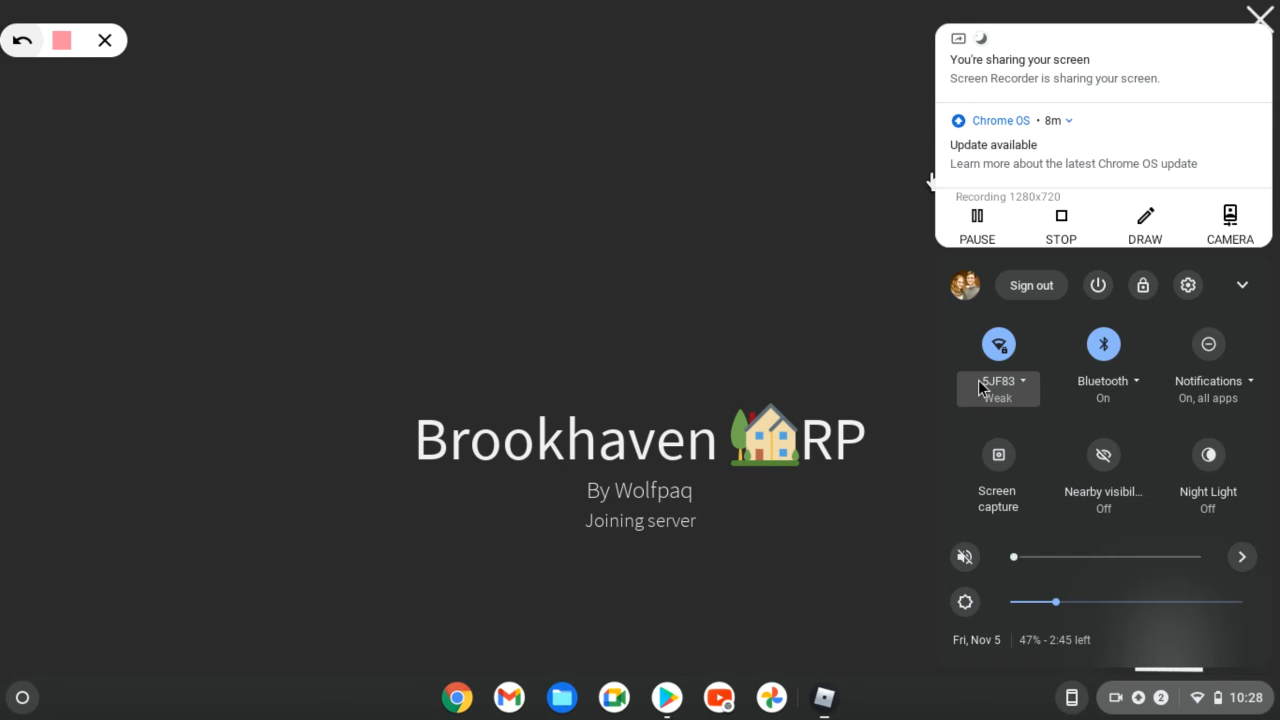 You're sharing your screen
Screen Recorder is sharing your screen.
Chrome OS • 8m
Update available
Learn more about the latest Chrome OS update
Recording 1280x720
PAUSE STOP DRAW CAMERA
Sign out
5JF83 Bluetooth Notifications
Weak On On, all apps
Brookhaven 🏡RP
By Wolfpaq
Joining server
Screen capture Nearby visibil... Night Light
Off Off
Fri, Nov 5 47% - 2:45 left
2 10:28